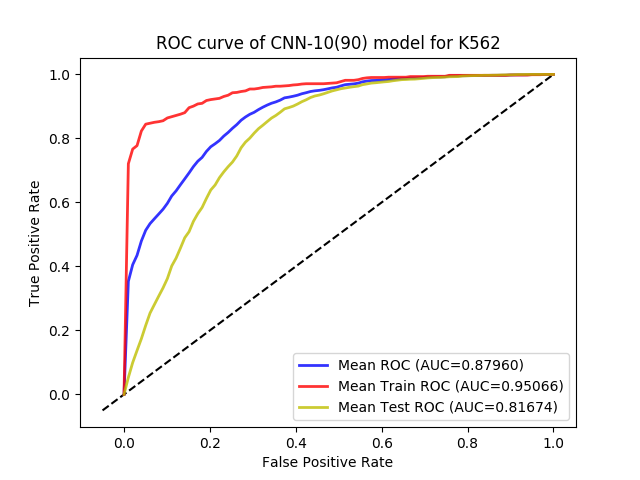 ROC curve of CNN-10(90) model for K562
True Positive Rate
1.0
0.8
0.6
0.4
0.2
0.0
Mean ROC (AUC=0.87960)
Mean Train ROC (AUC=0.95066)
Mean Test ROC (AUC=0.81674)
0.0 0.2 0.4 0.6 0.8 1.0
False Positive Rate